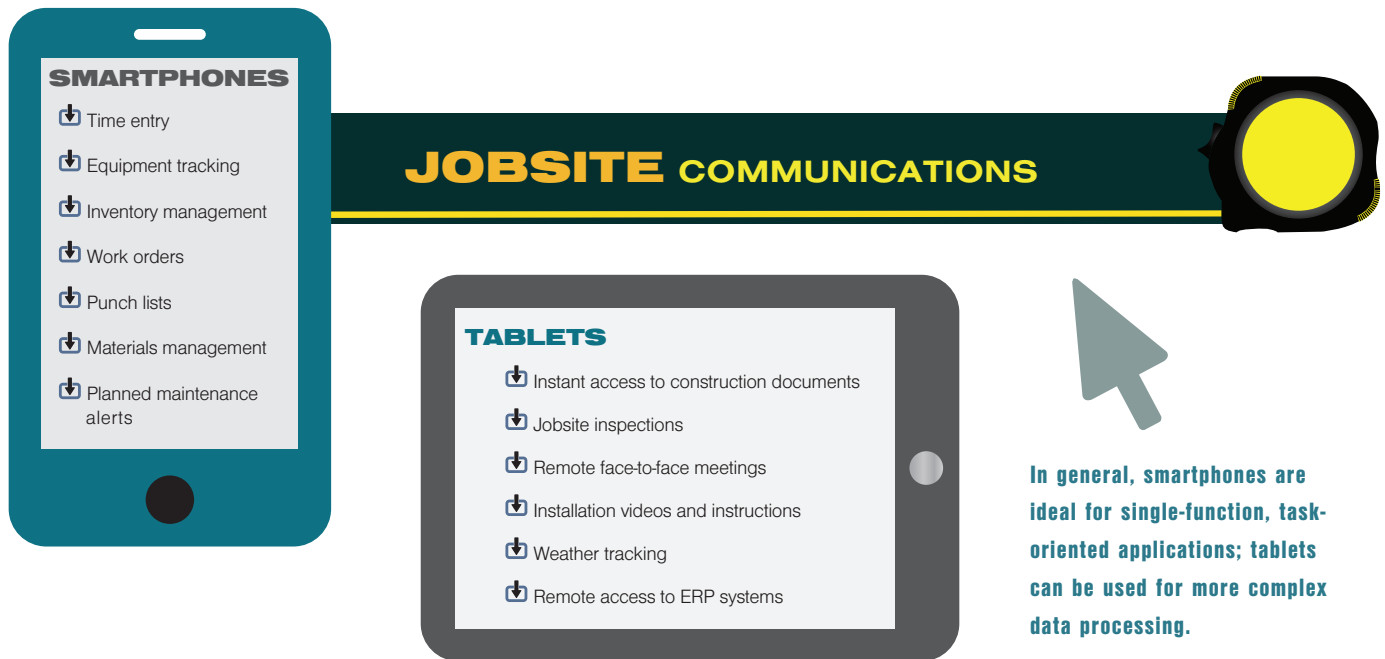 SMARTPHONES
Time entry
Equipment tracking
Inventory management
Work orders
Punch lists
Materials management
Planned maintenance
alerts
JOBSITE COMMUNICATIONS
TABLETS
Instant access to construction documents
Jobsite inspections
Remote face-to-face meetings
Installation videos and instructions
Weather tracking
Remote access to ERP systems
In general, smartphones are
ideal for single-function, task-
oriented applications; tablets
can be used for more complex
data processing.